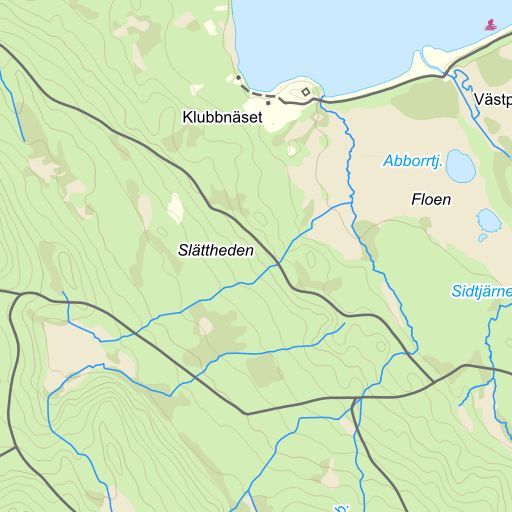 Klubbnäset
Västp
Abborrtj.
Floen
Slättheden
Sidtjärne